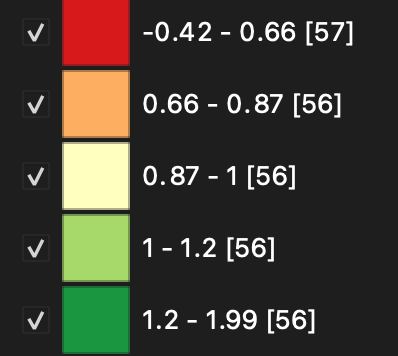 -0.42 - 0.66 [57]
0.66 - 0.87 [56]
0.87 - 1 [56]
1 - 1.2 [56]
1.2 - 1.99 [56]